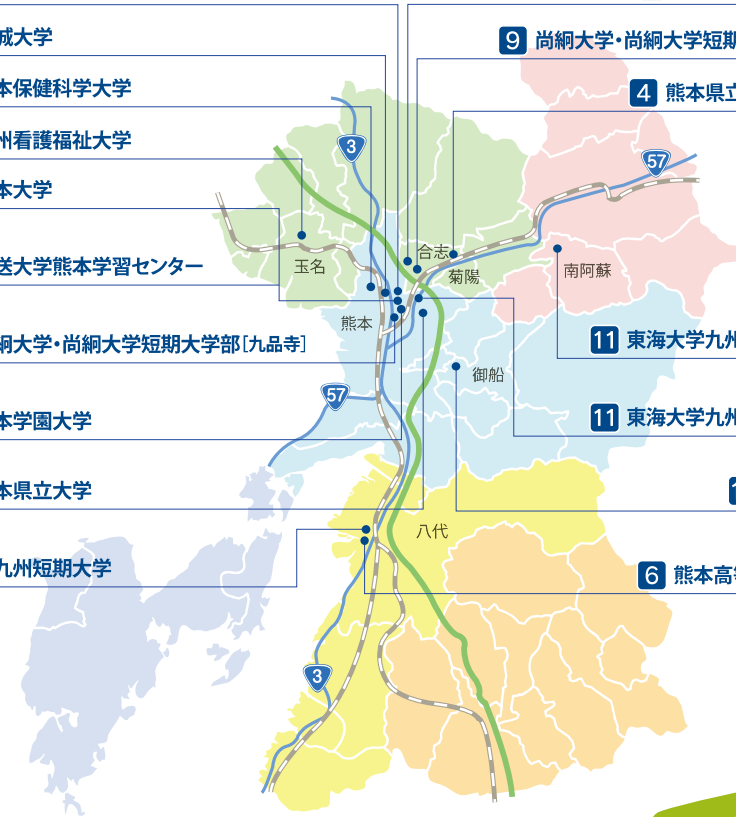 城大学
本保健科学大学
州看護福祉大学
本大学
送大学熊本学習センター
絅大学・尚絅大学短期大学部[九品寺]
本学園大学
本県立大学
九州短期大学
9 尚絅大学・尚絅大学短期
4 熊本県立
11 東海大学九州
11 東海大学九州
1
6 熊本高等
3
57
合志
菊陽
玉名
南阿蘇
熊本
御船
57
八代
3